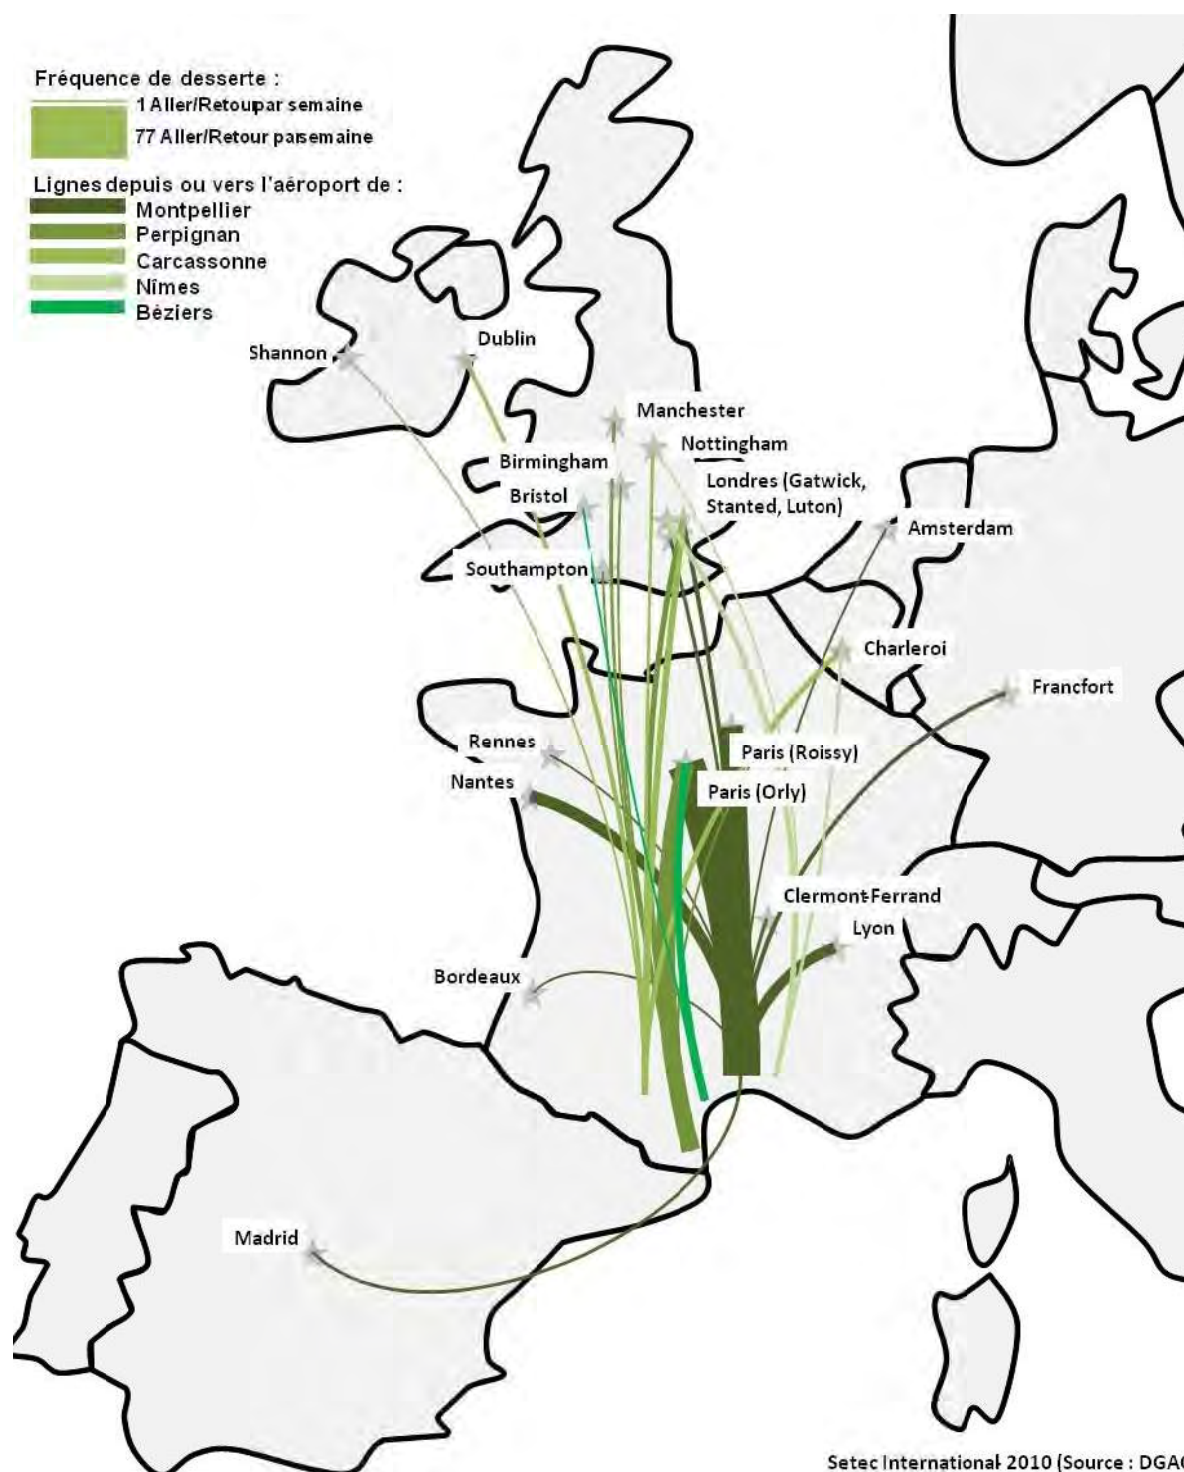 Fréquence de desserte :
1 Aller/Retoupar semaine
77 Aller/Retour parsemaine
Lignes depuis ou vers l'aéroport de :
Montpellier
Perpignan
Carcassonne
Nîmes
Béziers
Shannon
Dublin
Manchester
Nottingham
Birmingham
Londres (Gatwick,
Stanted, Luton)
Bristol
Amsterdam
Southampton
Charleroi
Francfort
Rennes
Paris (Roissy)
Nantes
Paris (Orly)
Clermont-Ferrand
Lyon
Bordeaux
Madrid
Setec International 2010 (Source : DGAC